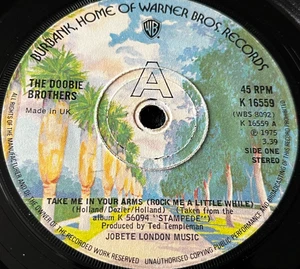 BURBANK, HOME OF WARNER BROS. RECORDS
WB
THE DOOBIE
BROTHERS
Made in UK
A
45 RPM
K 16559
(WBS 8092)
K 16559 A
℗ 1975
3.39
SIDE ONE
STEREO
TAKE ME IN YOUR ARMS (ROCK ME A LITTLE WHILE)
(Holland/Dozier/Holland) (Taken from the
album K 56094 "STAMPEDE")
Produced by Ted Templeman
JOBETE LONDON MUSIC
ALL RIGHTS OF THE MANUFACTURER AND OF THE OWNER OF THE RECORDED WORK RESERVED · UNAUTHORISED COPYING PUBLIC PERFORMANCE